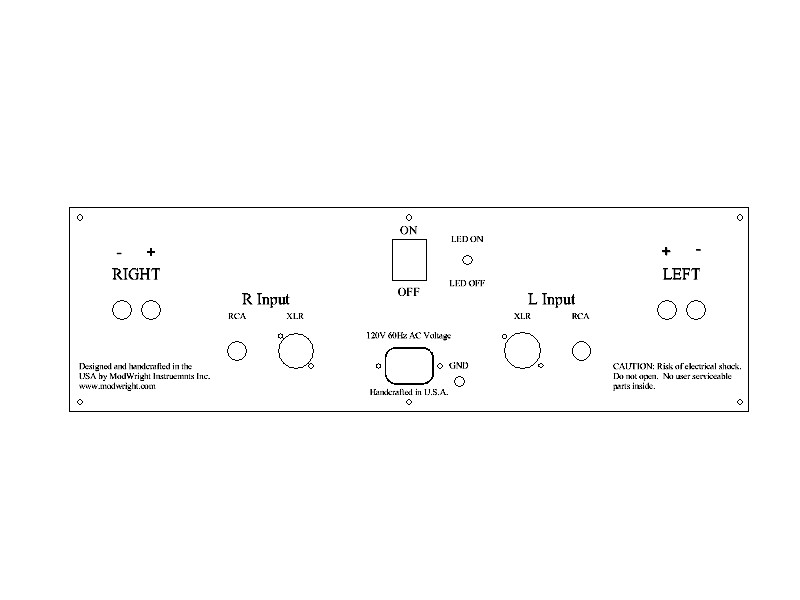 ON
LED ON
- +
+ -
RIGHT
LEFT
LED OFF
OFF
R Input
L Input
RCA
XLR
XLR
RCA
120V 60Hz AC Voltage
GND
Designed and handcrafted in the
USA by ModWright Instruemnts Inc.
www.modwright.com
CAUTION: Risk of electrical shock.
Do not open. No user serviceable
parts inside.
Handcrafted in U.S.A.